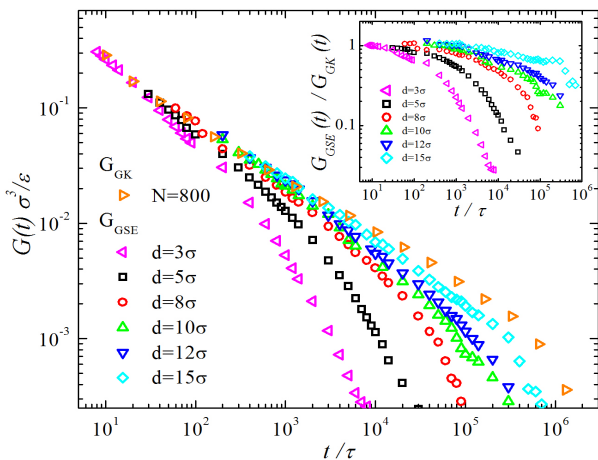 G(t) σ³/ε
10⁻¹
10⁻²
10⁻³
10¹ 10² 10³ 10⁴ 10⁵ 10⁶
t /τ
G_GK
N=800
G_GSE
d=3σ
d=5σ
d=8σ
d=10σ
d=12σ
d=15σ
G_GSE(t) / G_GK(t)
1
0.1
d=3σ
d=5σ
d=8σ
d=10σ
d=12σ
d=15σ
10¹ 10² 10³ 10⁴ 10⁵ 10⁶
t / τ